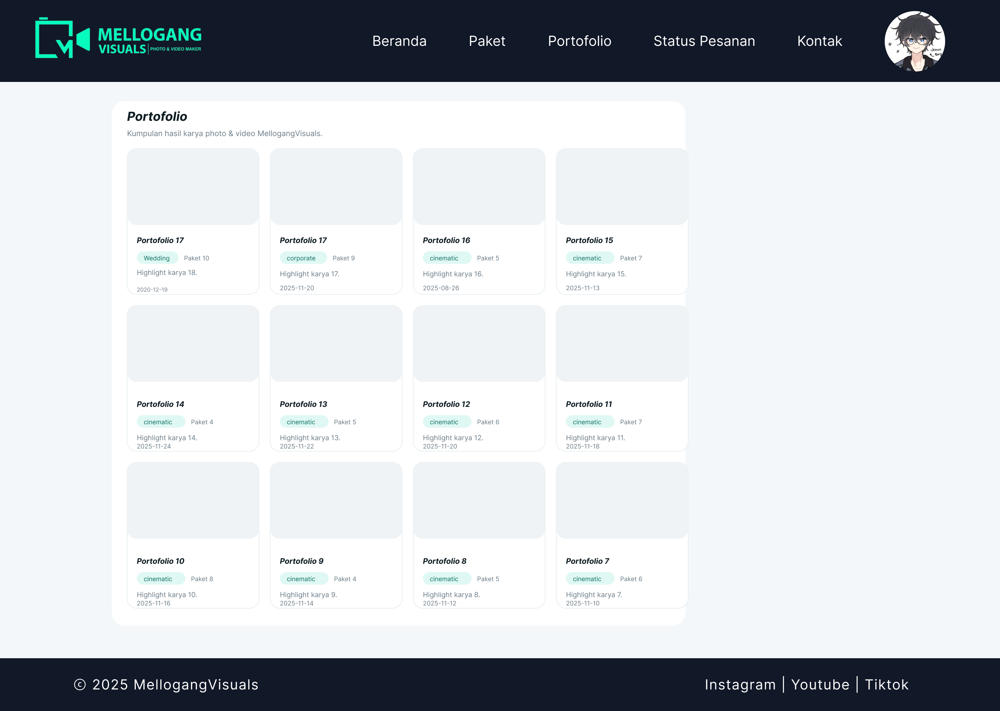 MELLOGANG
VISUALS PHOTO & VIDEO MAKER
Beranda Paket Portofolio Status Pesanan Kontak
Jenius
Boy
Portofolio
Kumpulan hasil karya photo & video MellogangVisuals.
Portofolio 17
Wedding Paket 10
Highlight karya 18.
2020-12-19
Portofolio 17
corporate Paket 9
Highlight karya 17.
2025-11-20
Portofolio 16
cinematic Paket 5
Highlight karya 16.
2025-08-26
Portofolio 15
cinematic Paket 7
Highlight karya 15.
2025-11-13
Portofolio 14
cinematic Paket 4
Highlight karya 14.
2025-11-24
Portofolio 13
cinematic Paket 5
Highlight karya 13.
2025-11-22
Portofolio 12
cinematic Paket 6
Highlight karya 12.
2025-11-20
Portofolio 11
cinematic Paket 7
Highlight karya 11.
2025-11-18
Portofolio 10
cinematic Paket 8
Highlight karya 10.
2025-11-16
Portofolio 9
cinematic Paket 4
Highlight karya 9.
2025-11-14
Portofolio 8
cinematic Paket 5
Highlight karya 8.
2025-11-12
Portofolio 7
cinematic Paket 6
Highlight karya 7.
2025-11-10
© 2025 MellogangVisuals
Instagram | Youtube | Tiktok